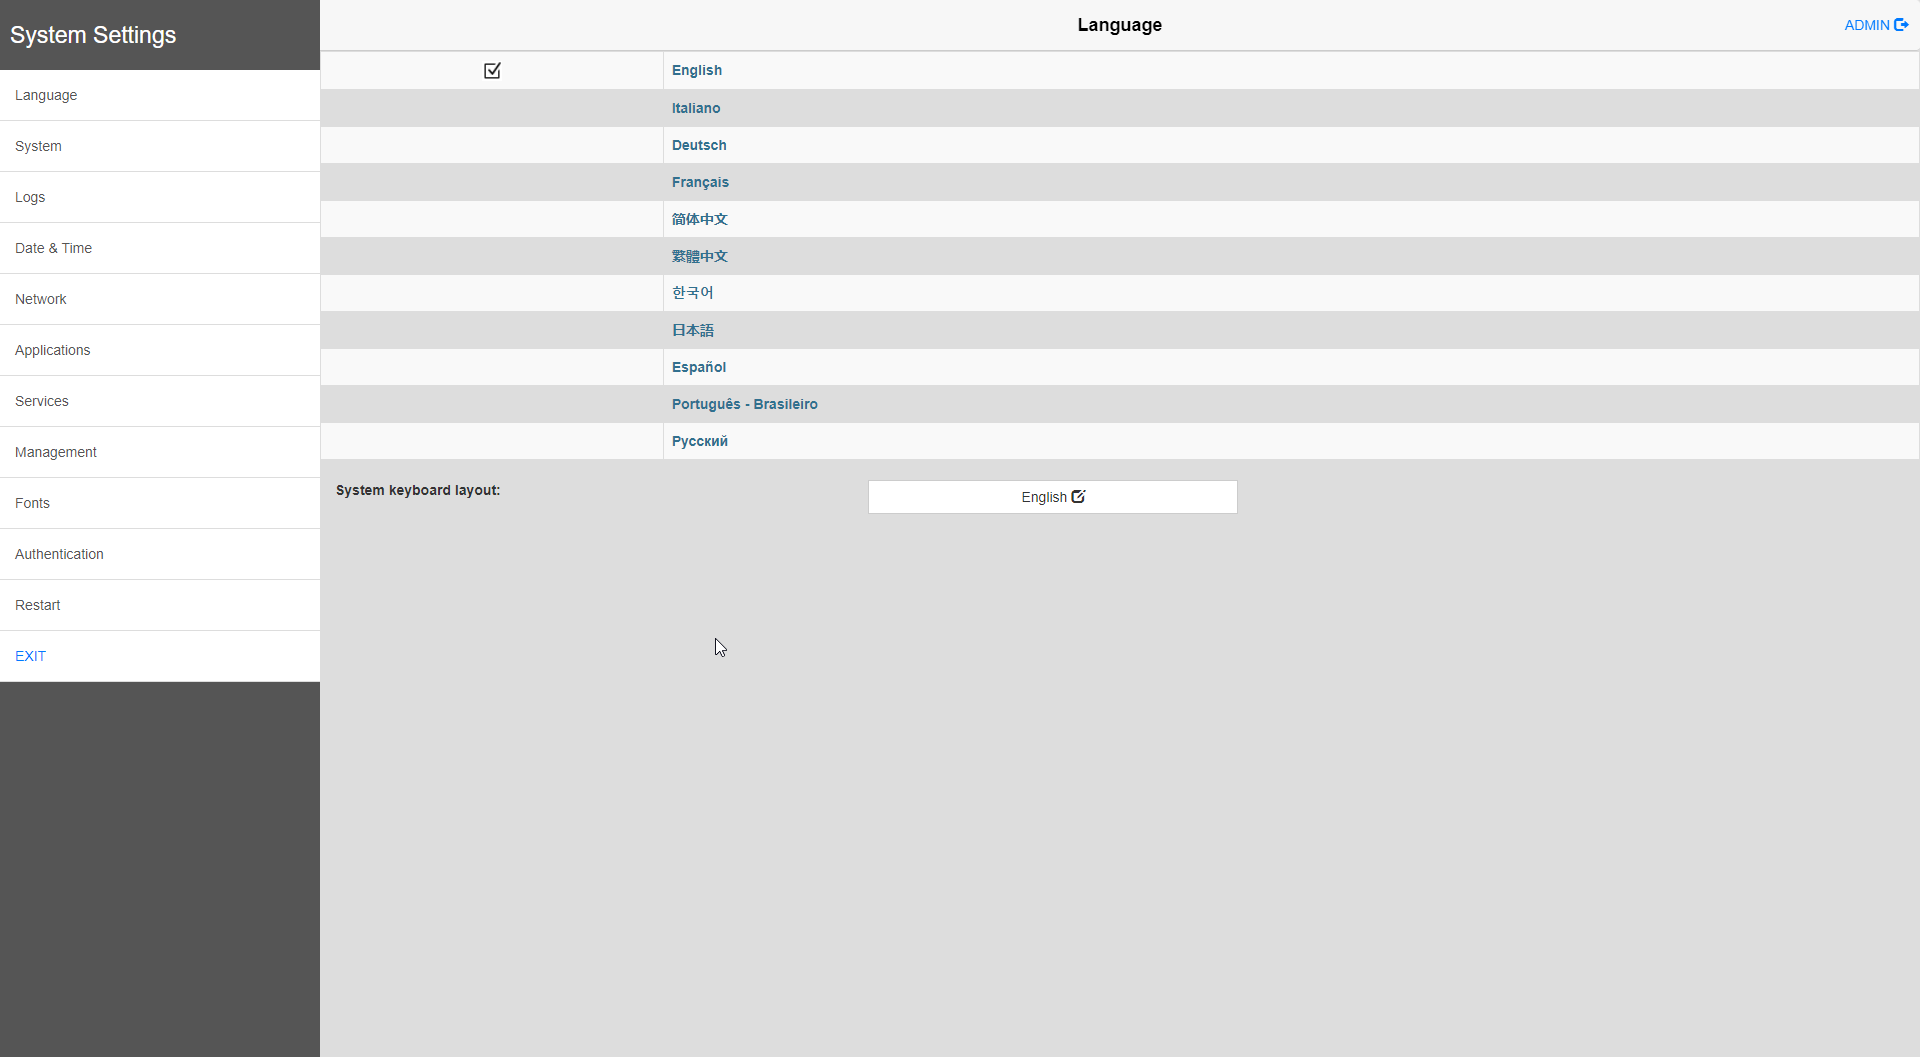 System Settings
Language
System
Logs
Date & Time
Network
Applications
Services
Management
Fonts
Authentication
Restart
EXIT
Language
ADMIN
English
Italiano
Deutsch
Français
简体中文
繁體中文
한국어
日本語
Español
Português - Brasileiro
Русский
System keyboard layout:
English